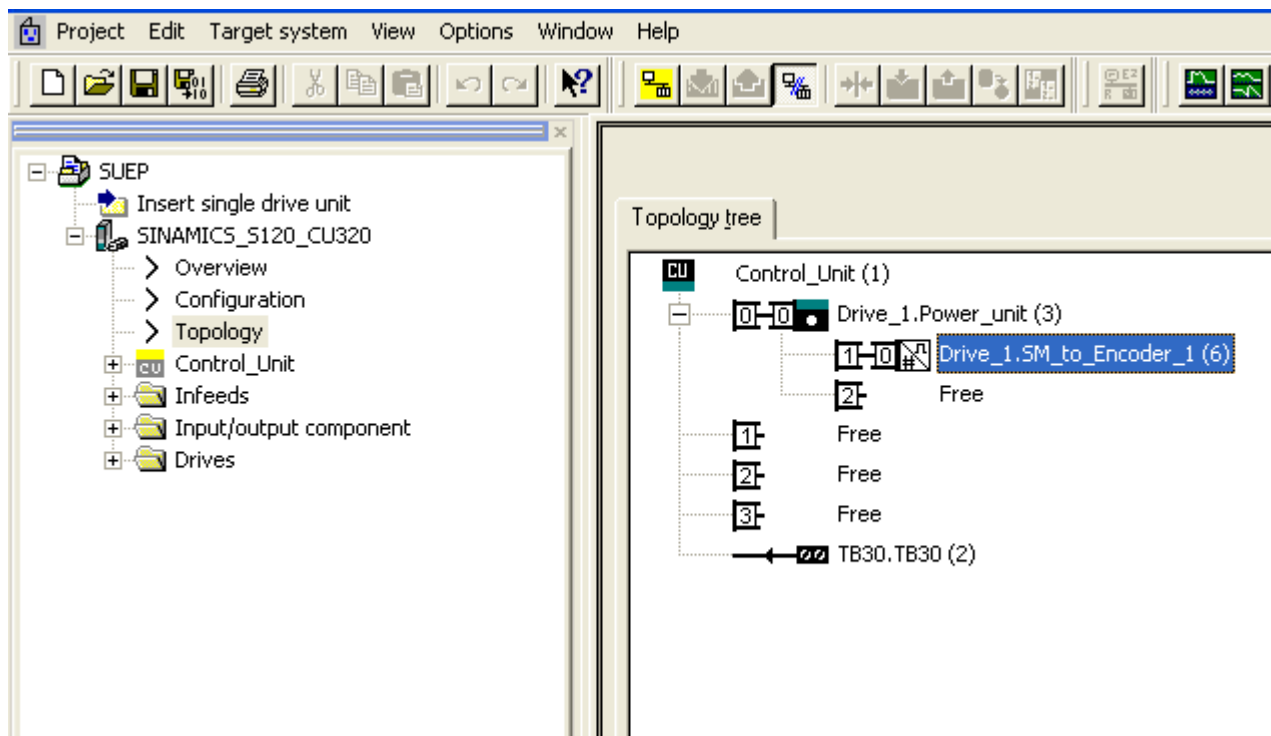 Project Edit Target system View Options Window Help
SUEP
Insert single drive unit
SINAMICS_S120_CU320
Overview
Configuration
Topology
CU Control_Unit
Infeeds
Input/output component
Drives
Topology tree
CU Control_Unit (1)
0 0 Drive_1.Power_unit (3)
1 0 Drive_1.SM_to_Encoder_1 (6)
2 Free
1 Free
2 Free
3 Free
TB30.TB30 (2)